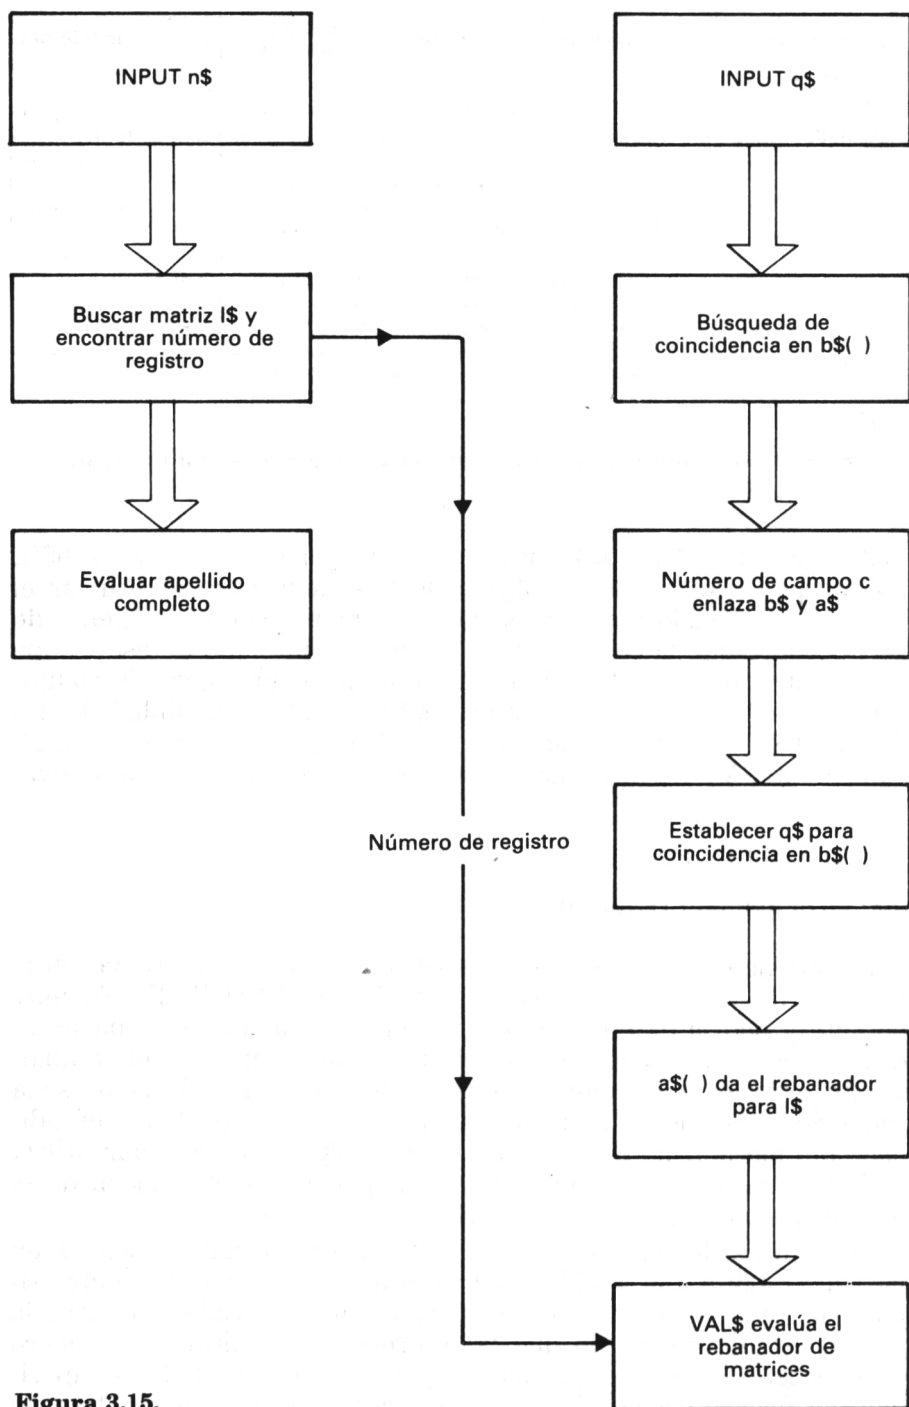 INPUT n$
INPUT q$
Buscar matriz l$ y
encontrar número de
registro
Búsqueda de
coincidencia en b$( )
Evaluar apellido
completo
Número de campo c
enlaza b$ y a$
Número de registro
Establecer q$ para
coincidencia en b$( )
a$( ) da el rebanador
para l$
VAL$ evalúa el
rebanador de
matrices
Figura 3.15.